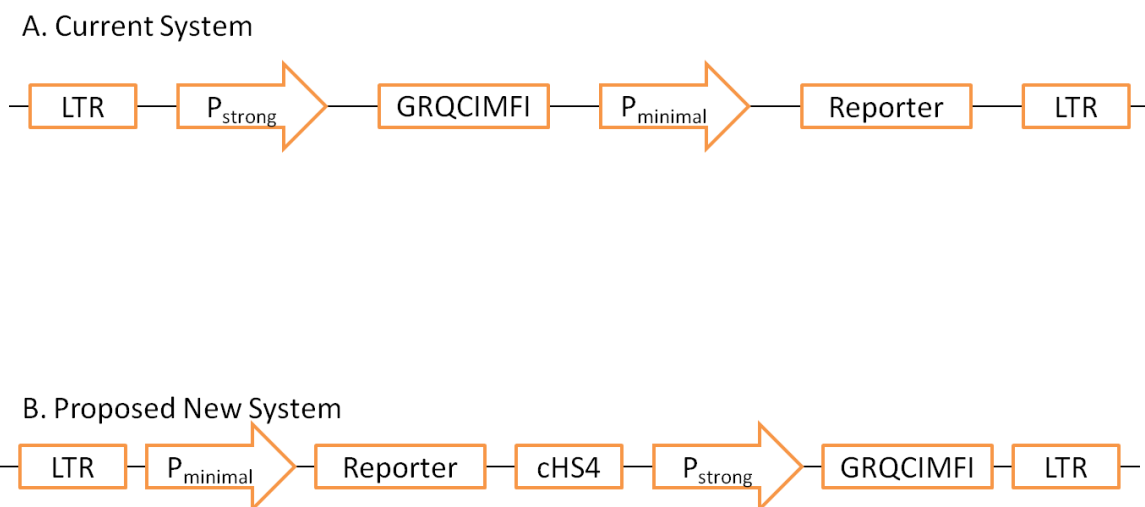 A. Current System
LTR Pstrong GRQCIMFI Pminimal Reporter LTR
B. Proposed New System
LTR Pminimal Reporter cHS4 Pstrong GRQCIMFI LTR